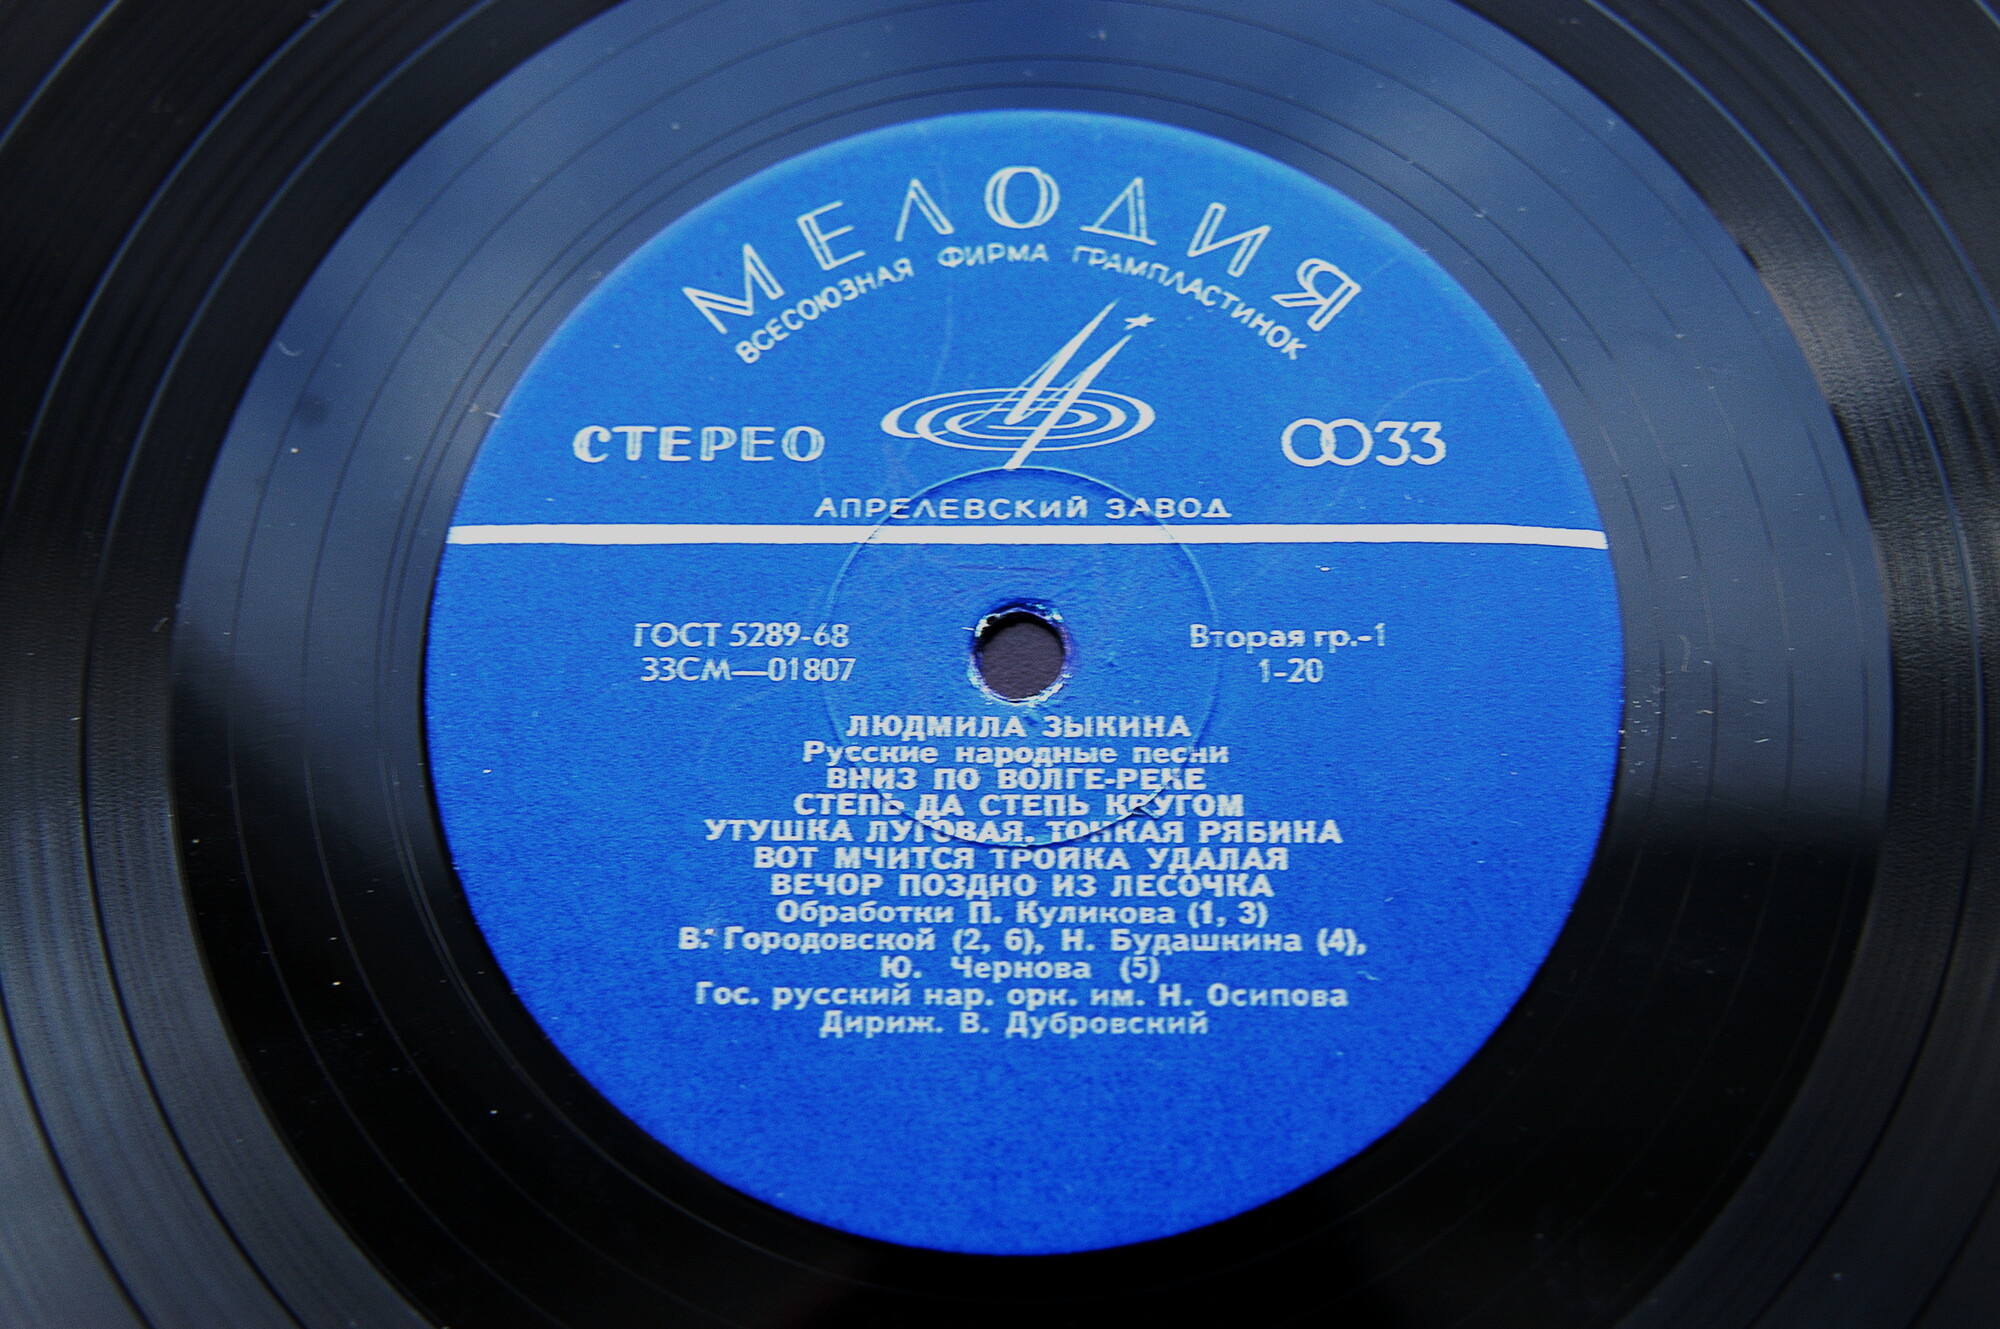 МЕЛОДИЯ
ВСЕСОЮЗНАЯ ФИРМА ГРАМПЛАСТИНОК
СТЕРЕО 33
АПРЕЛЕВСКИЙ ЗАВОД
ГОСТ 5289-68 Вторая гр.-1
33СМ—01807 1-20
ЛЮДМИЛА ЗЫКИНА
Русские народные песни
ВНИЗ ПО ВОЛГЕ-РЕКЕ
СТЕПЬ ДА СТЕПЬ КРУГОМ
УТУШКА ЛУГОВАЯ. ТОНКАЯ РЯБИНА
ВОТ МЧИТСЯ ТРОЙКА УДАЛАЯ
ВЕЧОР ПОЗДНО ИЗ ЛЕСОЧКА
Обработки П. Куликова (1, 3)
В. Городовской (2, 6), Н. Будашкина (4),
Ю. Чернова (5)
Гос. русский нар. орк. им. Н. Осипова
Дириж. В. Дубровский